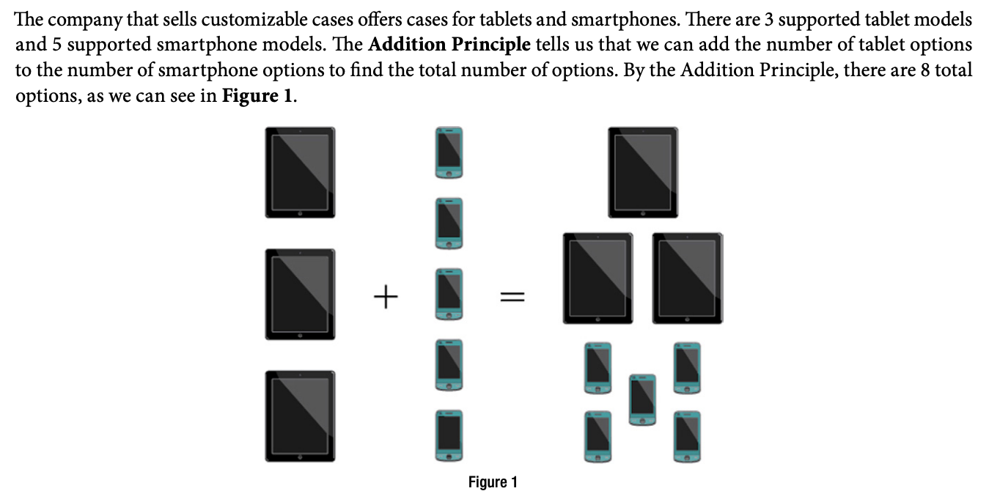 The company that sells customizable cases offers cases for tablets and smartphones. There are 3 supported tablet models
and 5 supported smartphone models. The Addition Principle tells us that we can add the number of tablet options
to the number of smartphone options to find the total number of options. By the Addition Principle, there are 8 total
options, as we can see in Figure 1.
+ =
Figure 1